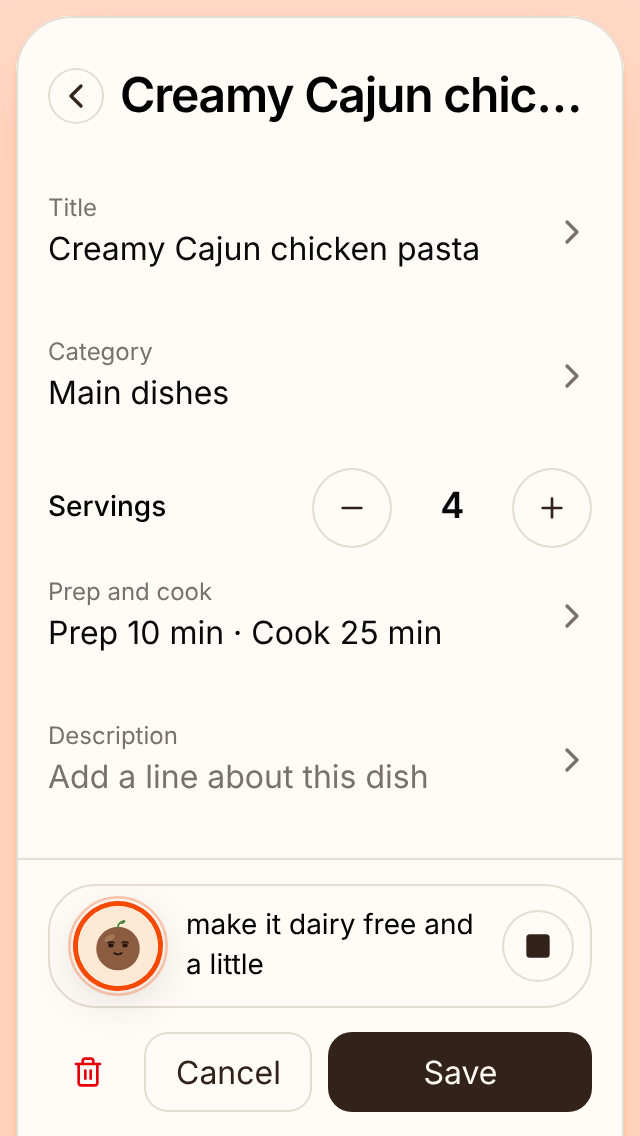 Creamy Cajun chic...
Title
Creamy Cajun chicken pasta
Category
Main dishes
Servings
4
Prep and cook
Prep 10 min · Cook 25 min
Description
Add a line about this dish
make it dairy free and
a little
Cancel
Save